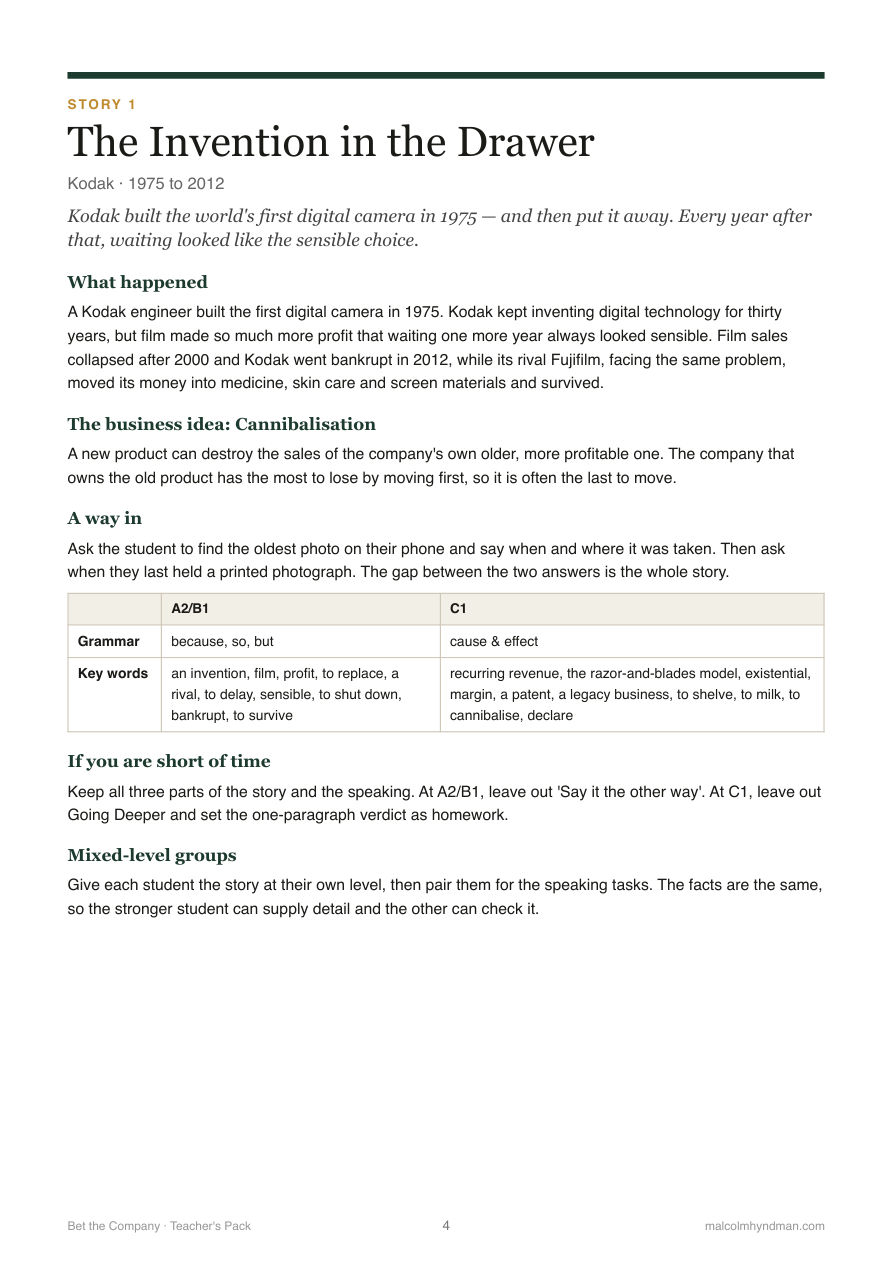 STORY 1
The Invention in the Drawer
Kodak · 1975 to 2012
Kodak built the world's first digital camera in 1975 — and then put it away. Every year after
that, waiting looked like the sensible choice.
What happened
A Kodak engineer built the first digital camera in 1975. Kodak kept inventing digital technology for thirty
years, but film made so much more profit that waiting one more year always looked sensible. Film sales
collapsed after 2000 and Kodak went bankrupt in 2012, while its rival Fujifilm, facing the same problem,
moved its money into medicine, skin care and screen materials and survived.
The business idea: Cannibalisation
A new product can destroy the sales of the company's own older, more profitable one. The company that
owns the old product has the most to lose by moving first, so it is often the last to move.
A way in
Ask the student to find the oldest photo on their phone and say when and where it was taken. Then ask
when they last held a printed photograph. The gap between the two answers is the whole story.
A2/B1 C1
Grammar because, so, but cause & effect
Key words an invention, film, profit, to replace, a recurring revenue, the razor-and-blades model, existential,
rival, to delay, sensible, to shut down, margin, a patent, a legacy business, to shelve, to milk, to
bankrupt, to survive cannibalise, declare
If you are short of time
Keep all three parts of the story and the speaking. At A2/B1, leave out 'Say it the other way'. At C1, leave out
Going Deeper and set the one-paragraph verdict as homework.
Mixed-level groups
Give each student the story at their own level, then pair them for the speaking tasks. The facts are the same,
so the stronger student can supply detail and the other can check it.
Bet the Company · Teacher's Pack 4 malcolmhyndman.com